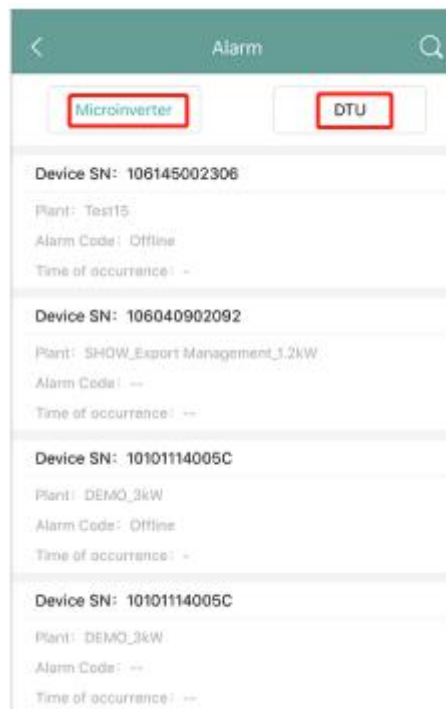 Alarm
Microinverter DTU
Device SN: 106145002306
Plant: Test15
Alarm Code: Offline
Time of occurrence: -
Device SN: 106040902092
Plant: SHOW_Export Management_1.2kW
Alarm Code: --
Time of occurrence: --
Device SN: 10101114005C
Plant: DEMO_3kW
Alarm Code: Offline
Time of occurrence: -
Device SN: 10101114005C
Plant: DEMO_3kW
Alarm Code: --
Time of occurrence: --